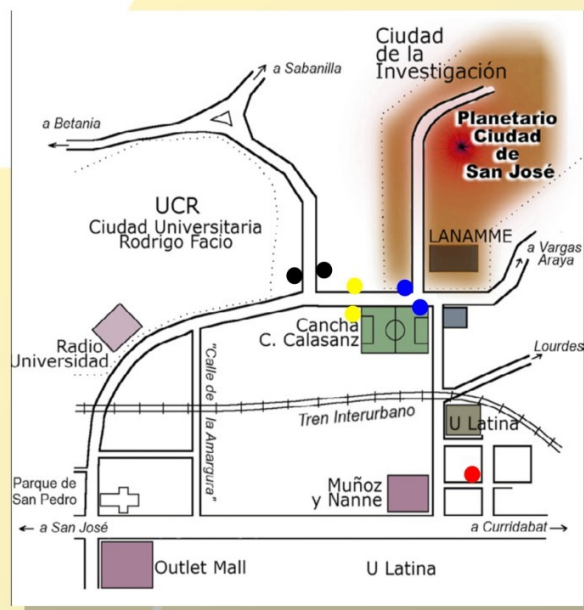 Ciudad
de la
Investigación
a Sabanilla
a Betania
Planetario
Ciudad
de
San José
UCR
Ciudad Universitaria
Rodrigo Facio
LANAMME
a Vargas
Araya
Cancha
C. Calasanz
Radio
Universidad
"Calle de la Amargura"
Lourdes
Tren Interurbano
U Latina
Parque de
San Pedro
Muñoz
y Nanne
a San José
a Curridabat
Outlet Mall
U Latina